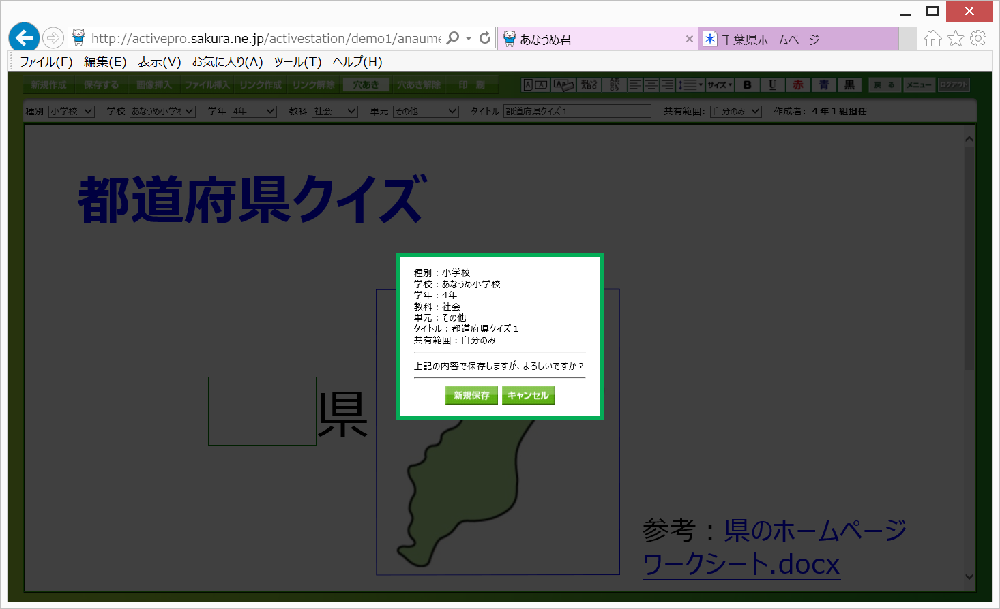 http://activepro.sakura.ne.jp/activestation/demo1/anaume
あなうめ君
千葉県ホームページ
ファイル(F) 編集(E) 表示(V) お気に入り(A) ツール(T) ヘルプ(H)
新規作成 保存する 画像挿入 ファイル挿入 リンク作成 リンク解除 穴あき 穴あき解除 印 刷 サイズ B U 赤 青 黒 戻 る メニュー ログアウト
種別 小学校 学校 あなうめ小学校 学年 4年 教科 社会 単元 その他 タイトル 都道府県クイズ１ 共有範囲: 自分のみ 作成者: ４年１組担任
都道府県クイズ
種別：小学校
学校：あなうめ小学校
学年：4年
教科：社会
単元：その他
タイトル：都道府県クイズ１
共有範囲：自分のみ
上記の内容で保存しますが、よろしいですか？
新規保存 キャンセル
県
参考：県のホームページ
ワークシート.docx